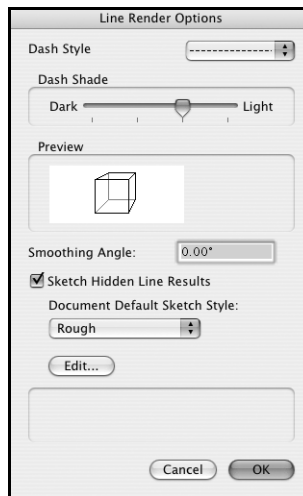 Line Render Options
Dash Style
Dash Shade
Dark Light
Preview
Smoothing Angle: 0.00°
Sketch Hidden Line Results
Document Default Sketch Style:
Rough
Edit...
Cancel OK